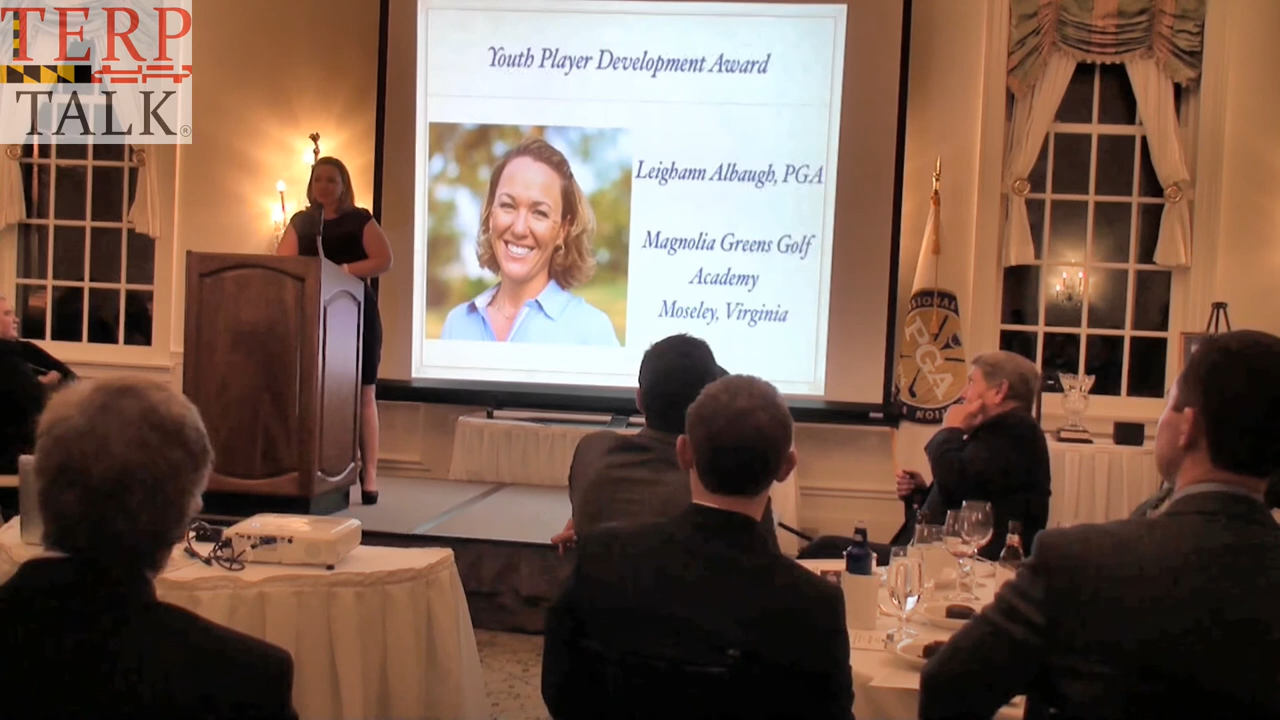 TERP
TALK®
Youth Player Development Award
Leighann Albaugh, PGA
Magnolia Greens Golf
Academy
Moseley, Virginia
PGA